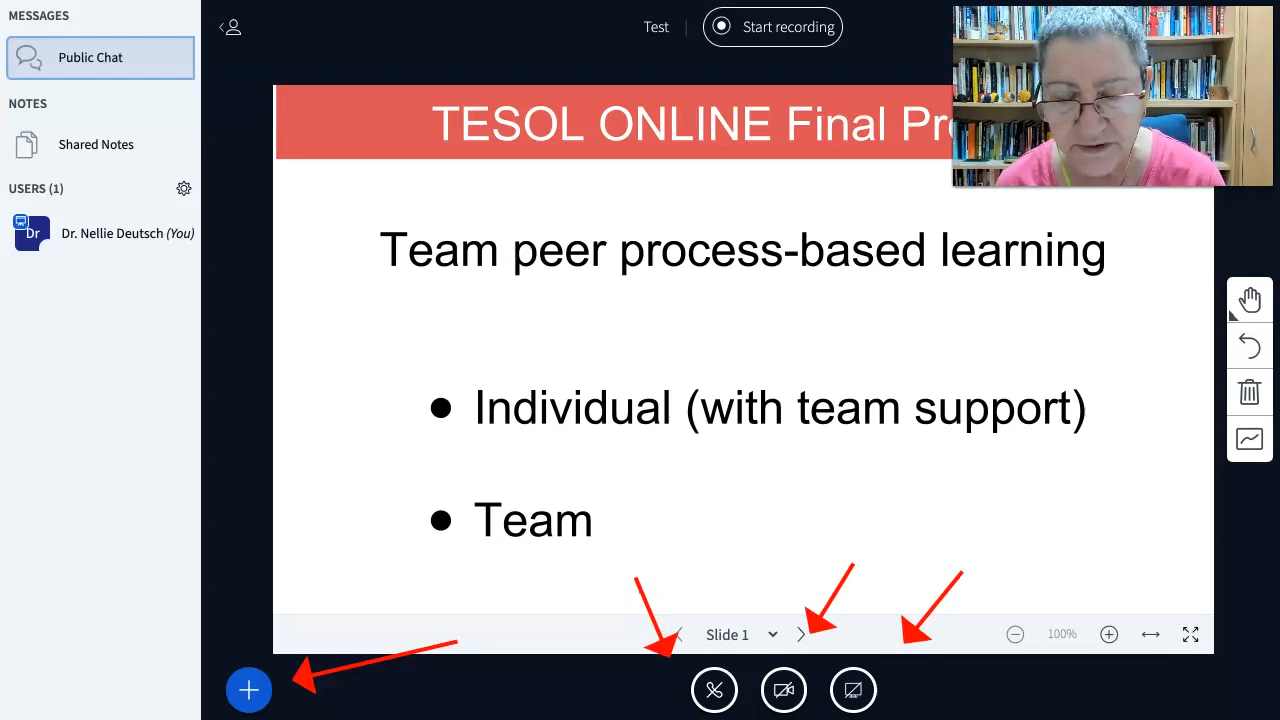 MESSAGES
Public Chat
NOTES
Shared Notes
USERS (1)
Dr
Dr. Nellie Deutsch (You)
Test
Start recording
TESOL ONLINE Final
Team peer process-based learning
• Individual (with team support)
• Team
Slide 1
100%